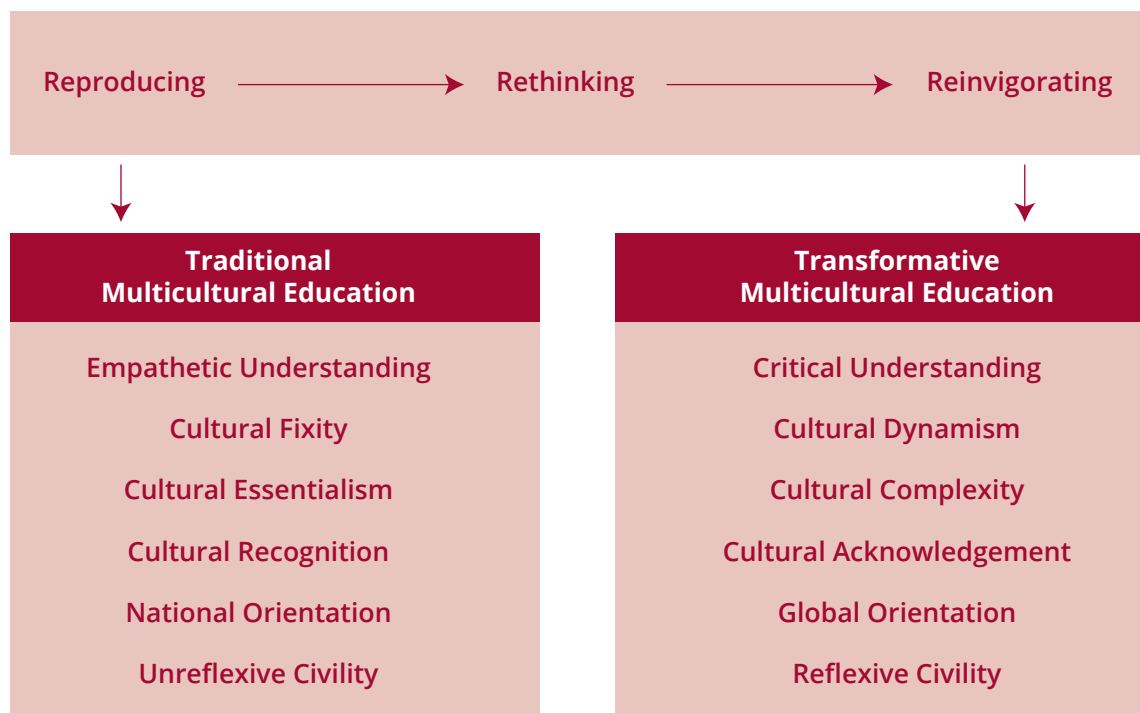 Reproducing Rethinking Reinvigorating
Traditional
Multicultural Education
Empathetic Understanding
Cultural Fixity
Cultural Essentialism
Cultural Recognition
National Orientation
Unreflexive Civility
Transformative
Multicultural Education
Critical Understanding
Cultural Dynamism
Cultural Complexity
Cultural Acknowledgement
Global Orientation
Reflexive Civility